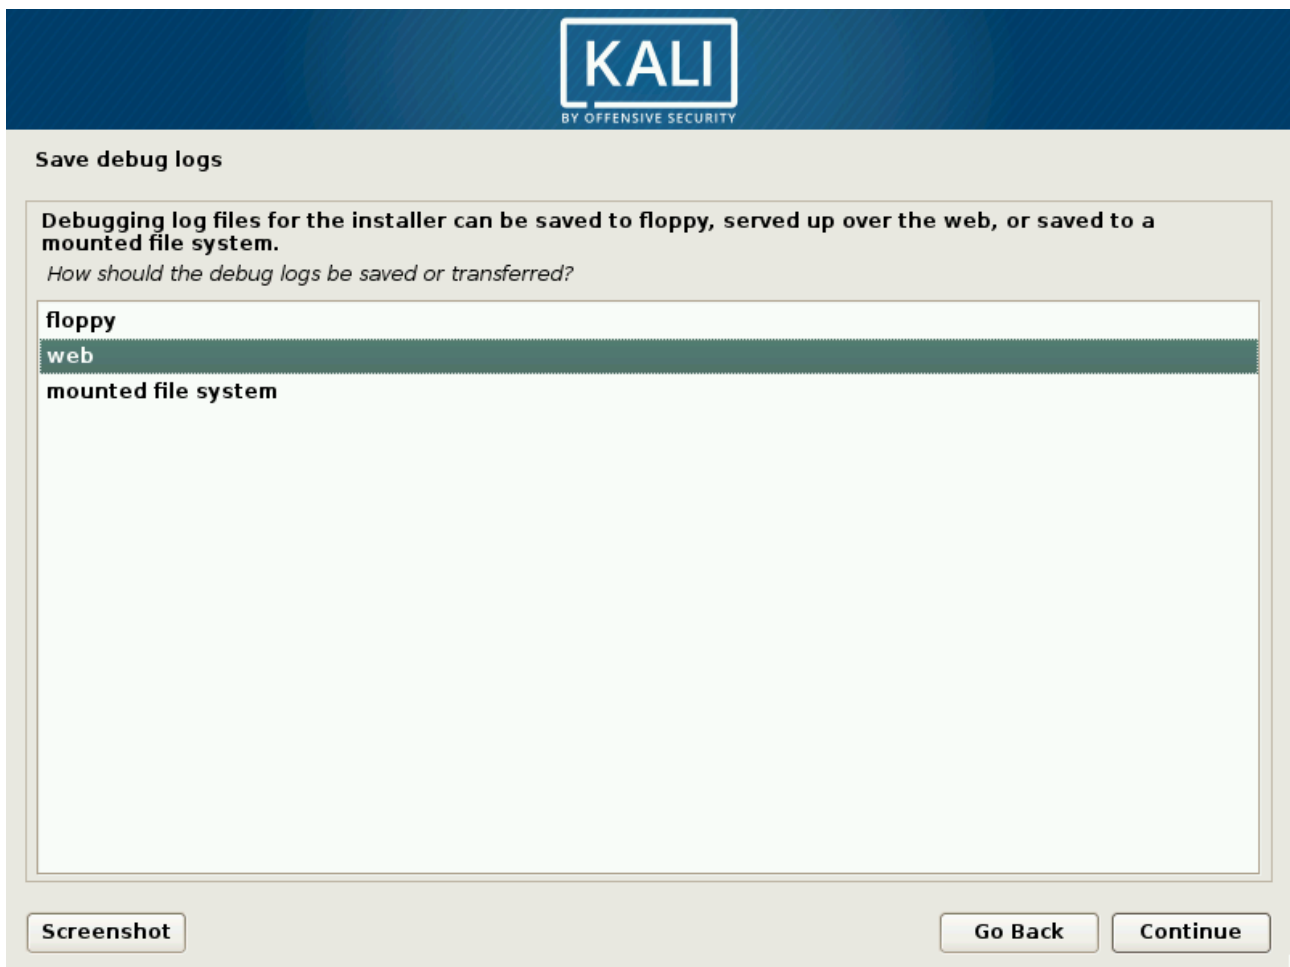 KALI
BY OFFENSIVE SECURITY
Save debug logs
Debugging log files for the installer can be saved to floppy, served up over the web, or saved to a
mounted file system.
How should the debug logs be saved or transferred?
floppy
web
mounted file system
Screenshot
Go Back
Continue